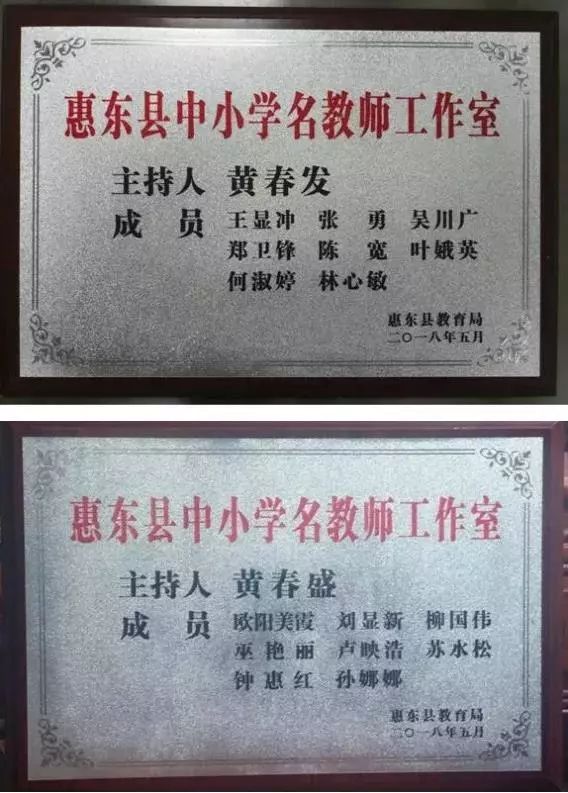 惠东县中小学名教师工作室
主持人 黄春发
成员 王显冲 张勇 吴川广
郑卫锋 陈宽 叶娥英
何淑婷 林心敏
惠东县教育局
二〇一八年五月
惠东县中小学名教师工作室
主持人 黄春盛
成员 欧阳美霞 刘显新 柳国伟
巫艳丽 卢映浩 苏水松
钟惠红 孙娜娜
惠东县教育局
二〇一八年五月